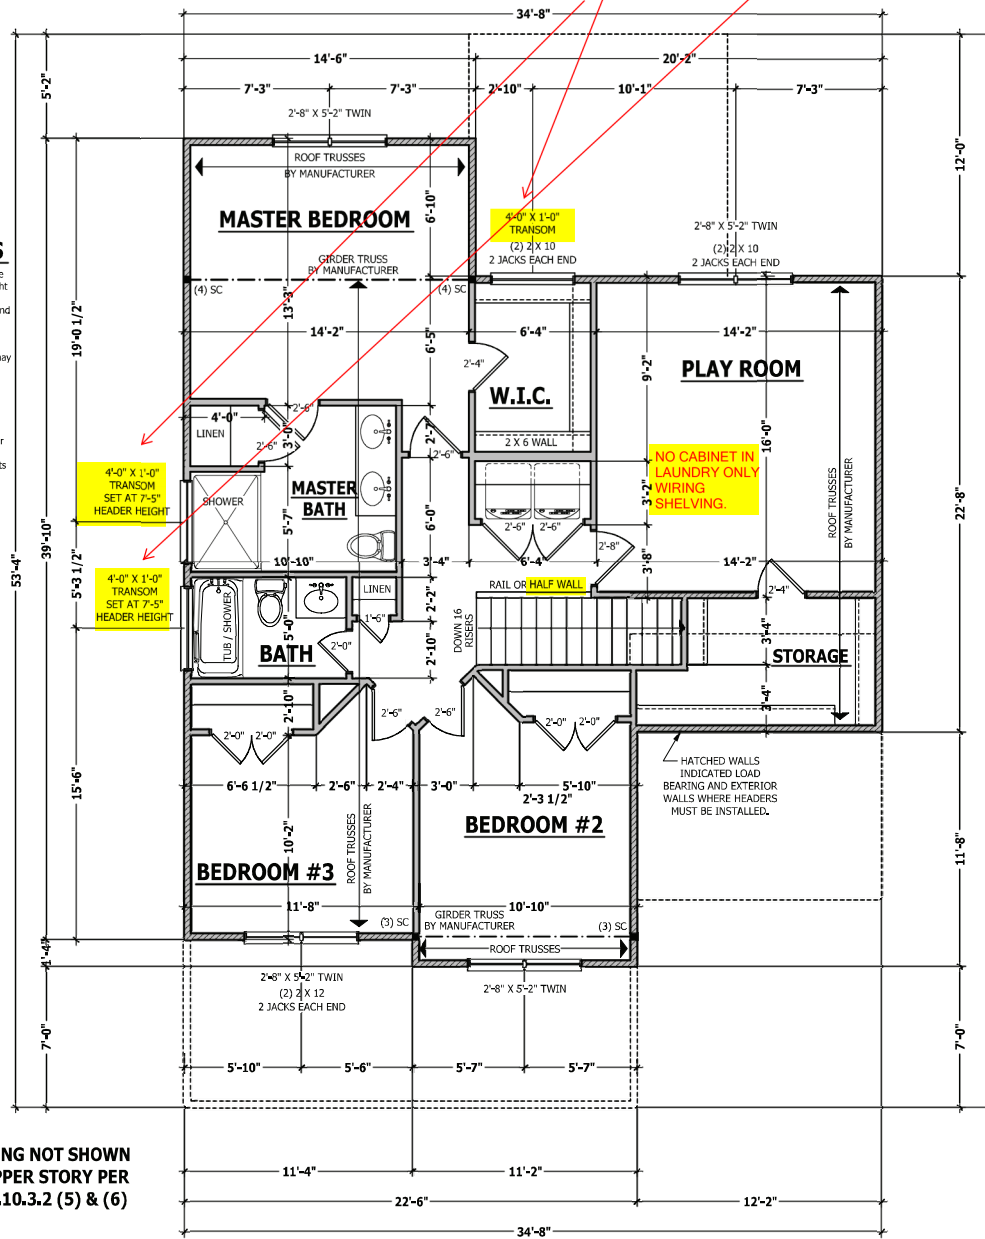 34'-8"
14'-6"
20'-2"
7'-3"
7'-3"
2'-10"
10'-1"
7'-3"
5'-2"
12'-0"
2'-8" X 5'-2" TWIN
ROOF TRUSSES
BY MANUFACTURER
MASTER BEDROOM
6'-10"
4'-0" X 1'-0"
TRANSOM
(2) 2 X 10
2 JACKS EACH END
2'-8" X 5'-2" TWIN
(2) 2 X 10
2 JACKS EACH END
GIRDER TRUSS
BY MANUFACTURER
(4) SC
(4) SC
S
e
ht
nd
may
er
ts
19'-0 1/2"
13'-3"
14'-2"
6'-5"
6'-4"
14'-2"
2'-4"
9'-2"
PLAY ROOM
W.I.C.
16'-0"
2 X 6 WALL
4'-0"
2'-6"
LINEN
2'-6"
3'-0"
2'-7"
2'-6"
NO CABINET IN
LAUNDRY ONLY
WIRING
SHELVING.
3'-2"
ROOF TRUSSES
BY MANUFACTURER
22'-8"
4'-0" X 1'-0"
TRANSOM
SET AT 7'-5"
HEADER HEIGHT
SHOWER
MASTER
BATH
5'-7"
6'-0"
2'-6"
2'-6"
2'-8"
10'-10"
3'-4"
6'-4"
3'-8"
14'-2"
2'-4"
53'-4"
39'-10"
5'-3 1/2"
4'-0" X 1'-0"
TRANSOM
SET AT 7'-5"
HEADER HEIGHT
TUB / SHOWER
5'-0"
LINEN
1'-6"
2'-2"
RAIL OR HALF WALL
DOWN 16
RISERS
2'-0"
BATH
2'-10"
3'-4"
STORAGE
3'-4"
2'-10"
2'-6"
2'-6"
2'-0"
2'-0"
2'-0"
2'-0"
HATCHED WALLS
INDICATED LOAD
BEARING AND EXTERIOR
WALLS WHERE HEADERS
MUST BE INSTALLED.
15'-6"
6'-6 1/2"
2'-6"
2'-4"
3'-0"
2'-3 1/2"
5'-10"
BEDROOM #2
10'-2"
ROOF TRUSSES
BY MANUFACTURER
BEDROOM #3
11'-8"
11'-8"
10'-10"
(3) SC
GIRDER TRUSS
BY MANUFACTURER
(3) SC
ROOF TRUSSES
1'-4"
2'-8" X 5'-2" TWIN
(2) 2 X 12
2 JACKS EACH END
2'-8" X 5'-2" TWIN
7'-0"
7'-0"
5'-10"
5'-6"
5'-7"
5'-7"
ING NOT SHOWN
PPER STORY PER
.10.3.2 (5) & (6)
11'-4"
11'-2"
22'-6"
12'-2"
34'-8"